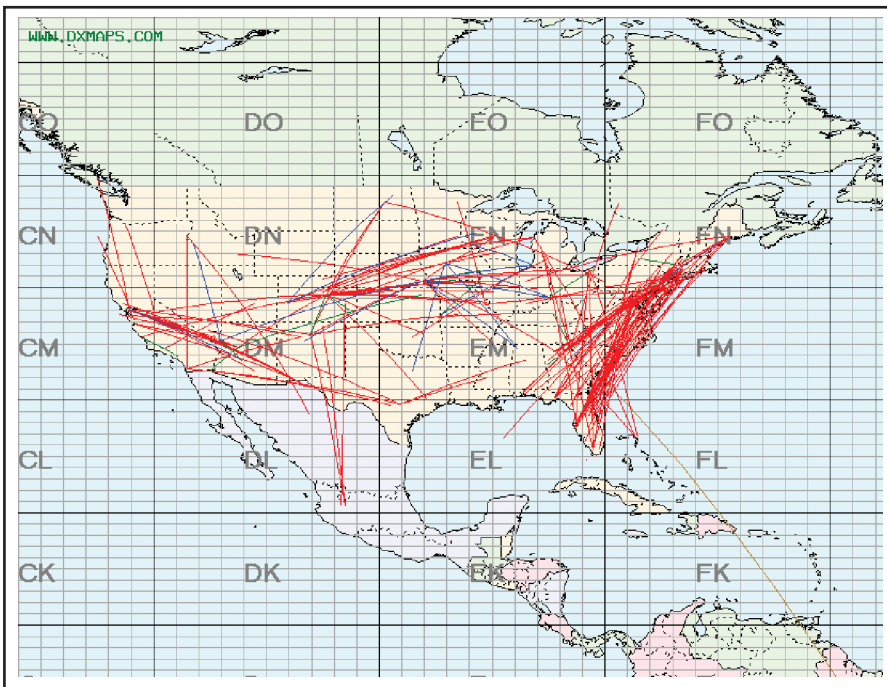 WWW.DXMAPS.COM
CO DO EO FO
CN DN EN FN
CM DM EM FM
CL DL EL FL
CK DK EK FK